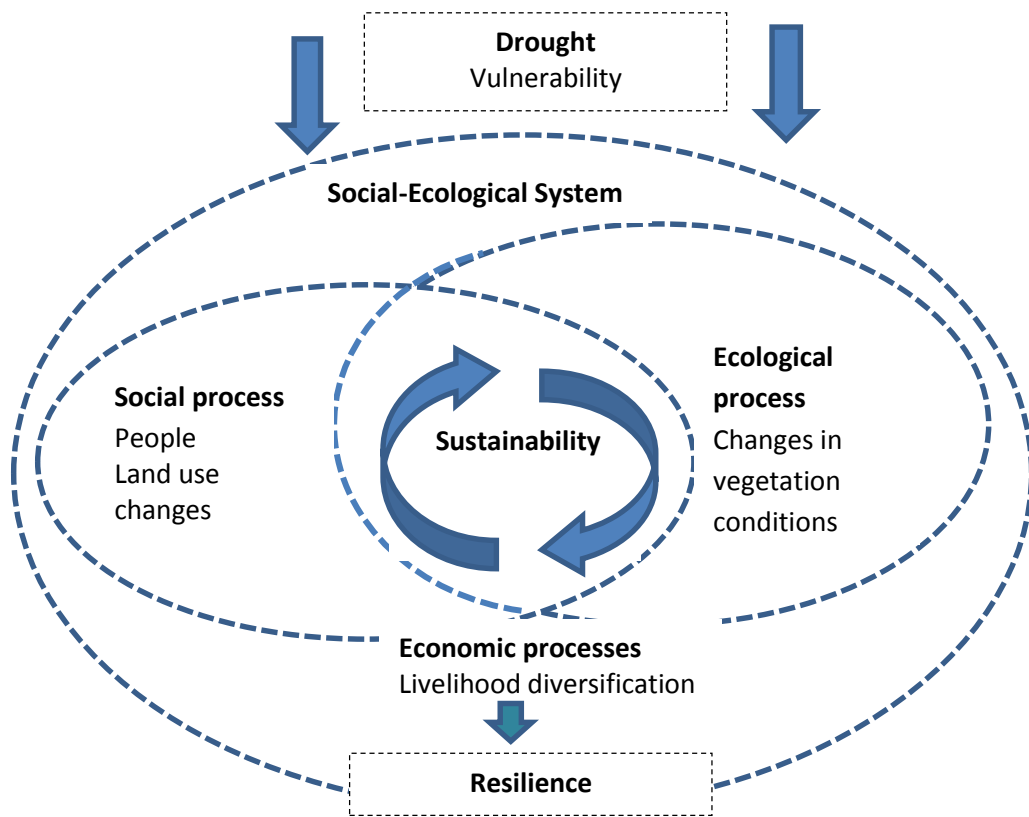 Drought
Vulnerability
Social-Ecological System
Social process
People
Land use
changes
Sustainability
Ecological
process
Changes in
vegetation
conditions
Economic processes
Livelihood diversification
Resilience